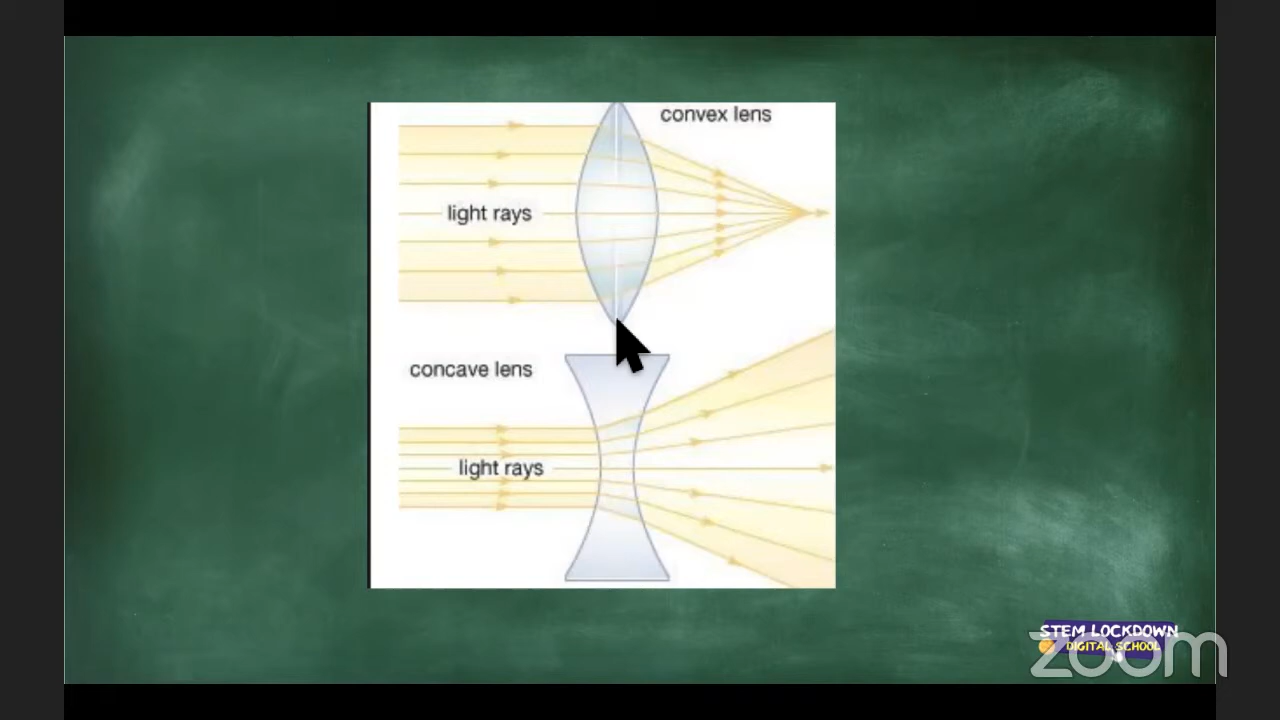 convex lens
light rays
concave lens
light rays
STEM LOCKDOWN
DIGITAL SCHOOL
zoom